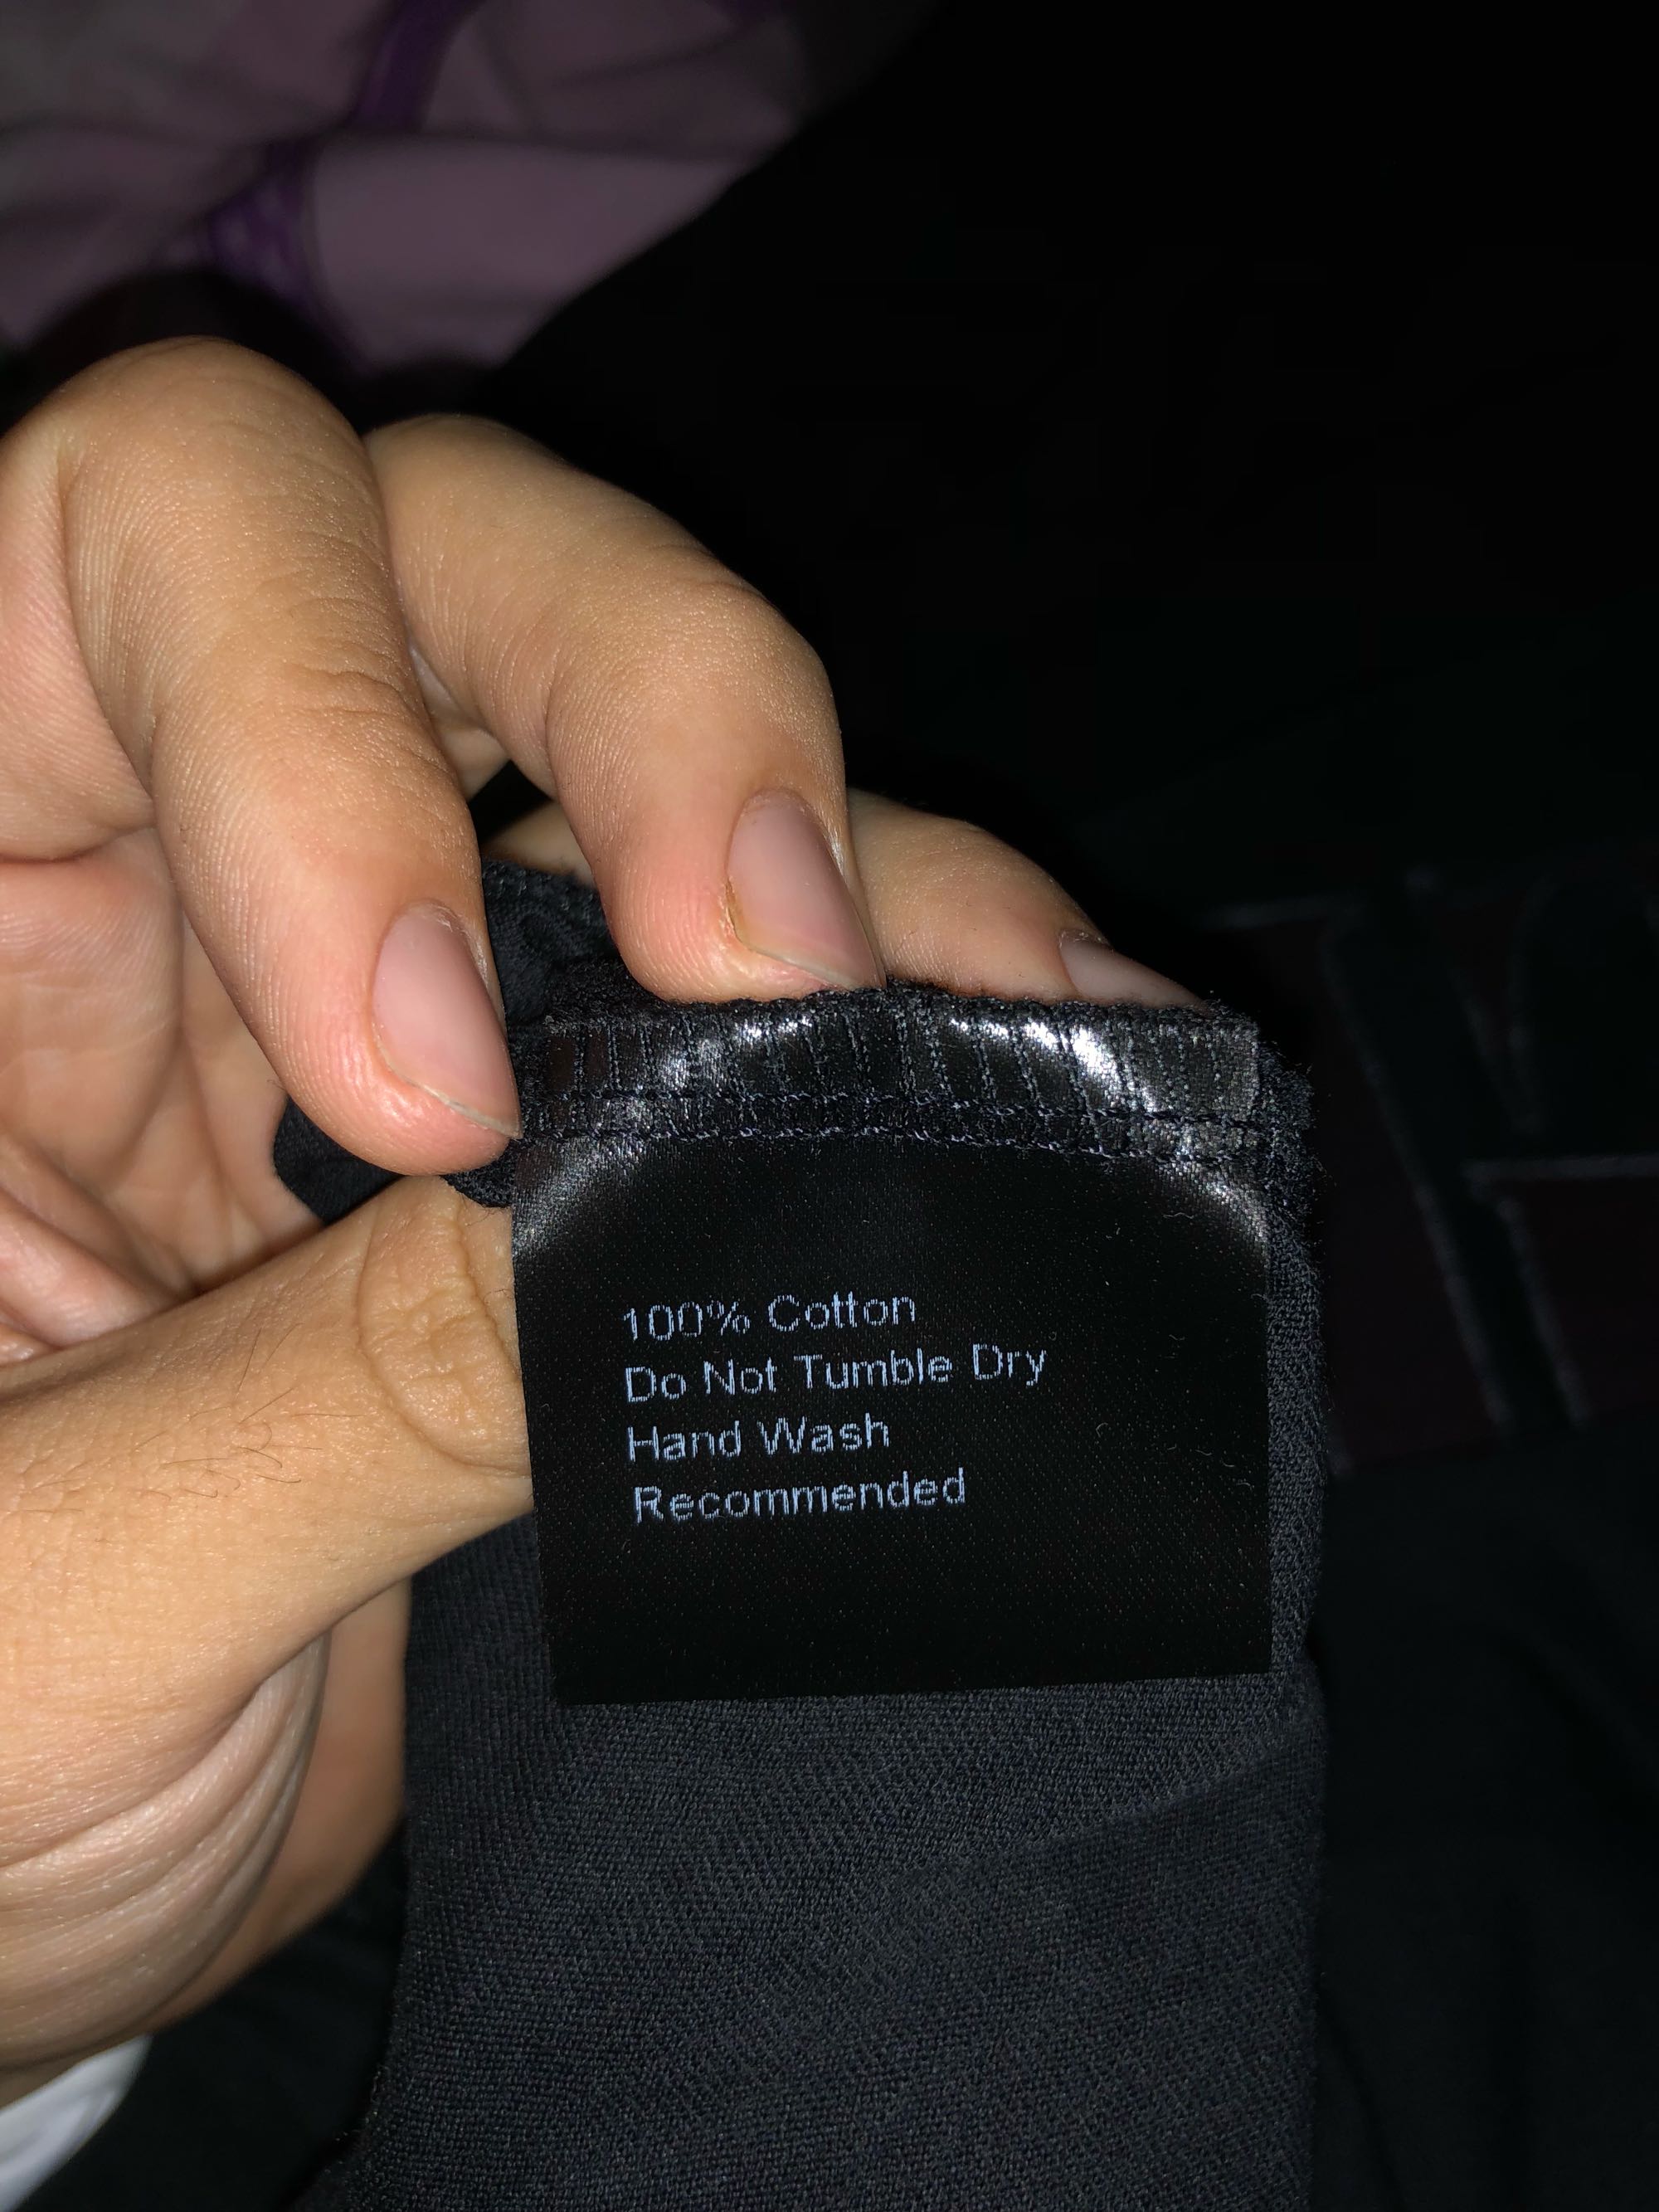 100% Cotton
Do Not Tumble Dry
Hand Wash
Recommended